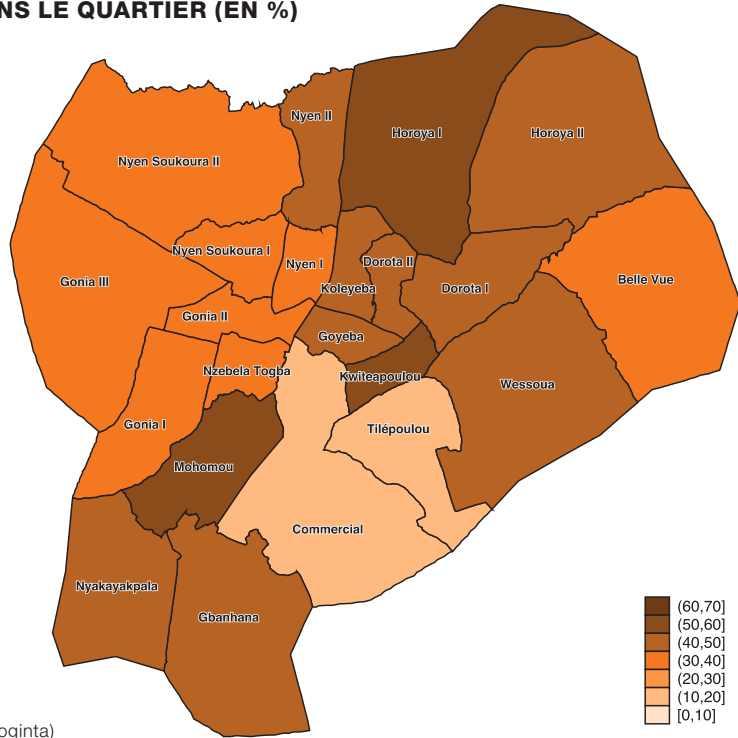 NS LE QUARTIER (EN %)
Nyen II
Horoya I
Horoya II
Nyen Soukoura II
Nyen Soukoura I
Nyen I
Dorota II
Gonia III
Koleyeba
Dorota I
Belle Vue
Gonia II
Goyeba
Nzebela Togba
Kwiteapoulou
Wessoua
Gonia I
Tilépoulou
Mohomou
Commercial
Nyakayakpala
Gbanhana
(60,70]
(50,60]
(40,50]
(30,40]
(20,30]
(10,20]
[0,10]
oginta)